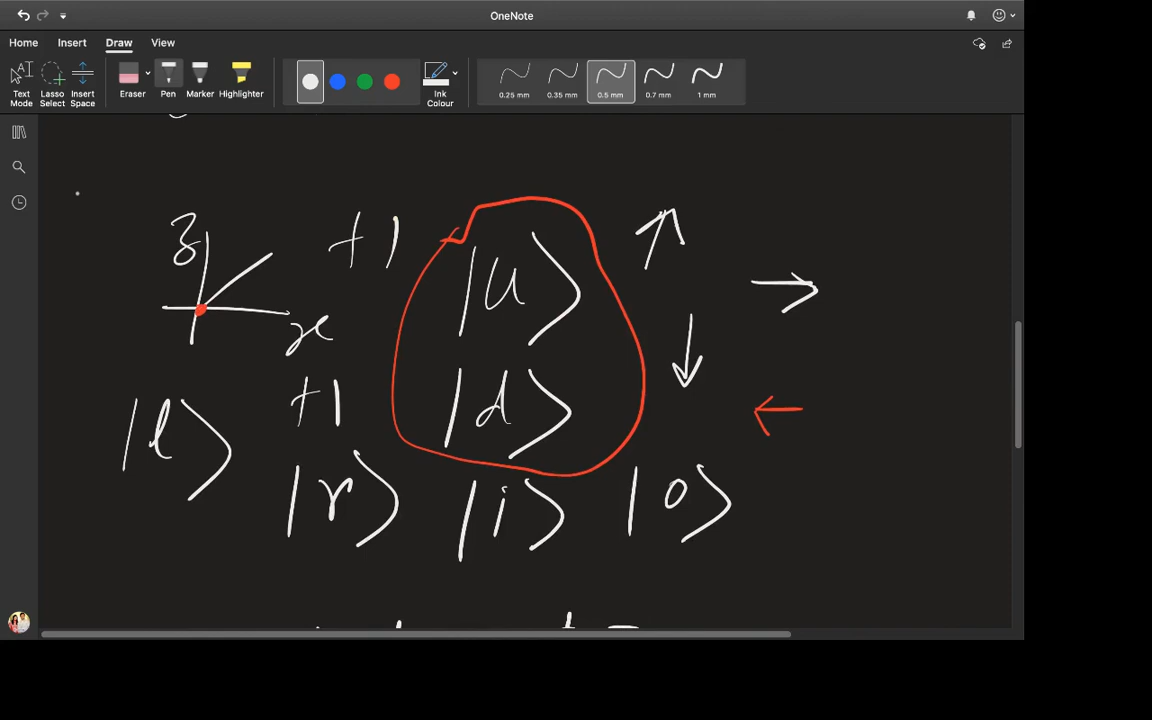 OneNote
Home Insert Draw View
Text Mode Lasso Select Insert Space Eraser Pen Marker Highlighter Ink Colour 0.25 mm 0.35 mm 0.5 mm 0.7 mm 1 mm
z +1 |u⟩ ↑ →
x
+1 |d⟩ ↓ ←
|l⟩
|r⟩ |i⟩ |o⟩